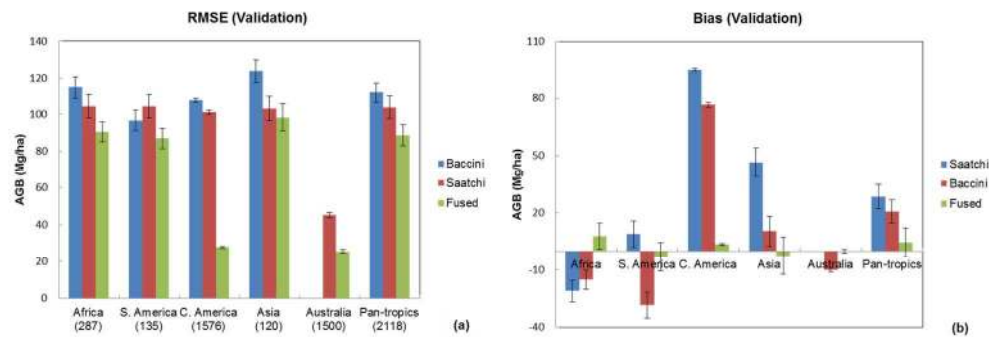 RMSE (Validation)
140
120
100
80
60
40
20
0
AGB (Mg/ha)
Africa S. America C. America Asia Australia Pan-tropics
(287) (135) (1576) (120) (1500) (2118)
Baccini
Saatchi
Fused
(a)
Bias (Validation)
110
80
50
20
-10
-40
AGB (Mg/ha)
Africa S. America C. America Asia Australia Pan-tropics
Saatchi
Baccini
Fused
(b)